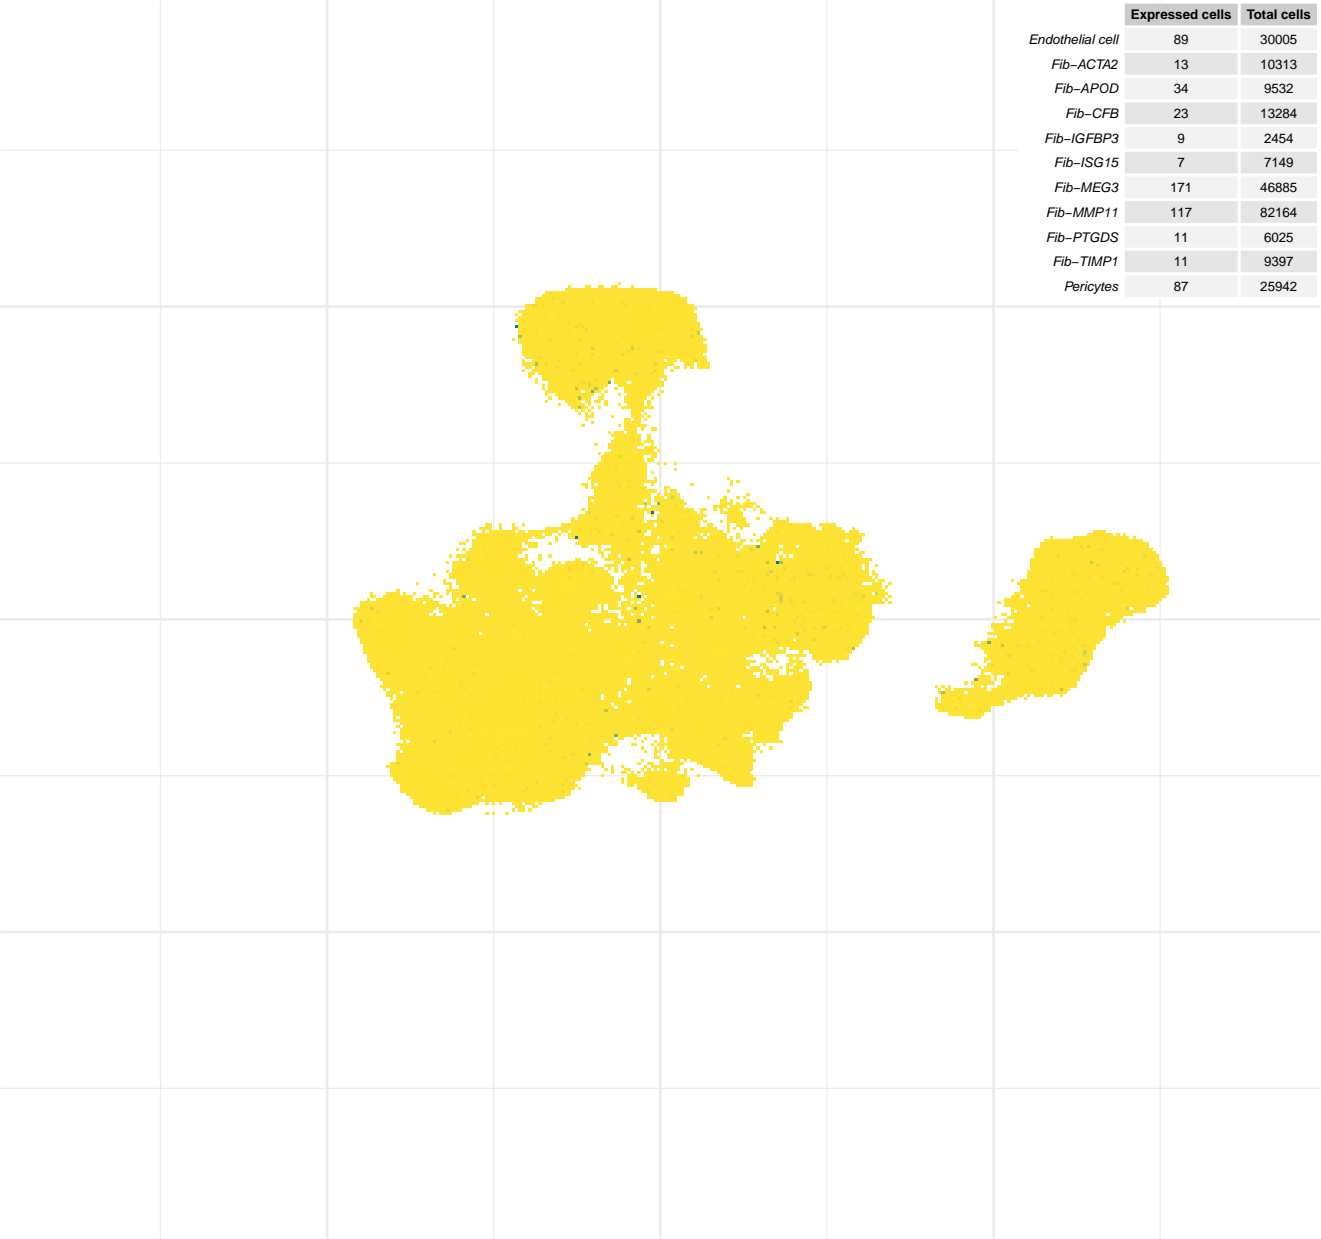 Expressed cells Total cells
Endothelial cell 89 30005
Fib−ACTA2 13 10313
Fib−APOD 34 9532
Fib−CFB 23 13284
Fib−IGFBP3 9 2454
Fib−ISG15 7 7149
Fib−MEG3 171 46885
Fib−MMP11 117 82164
Fib−PTGDS 11 6025
Fib−TIMP1 11 9397
Pericytes 87 25942